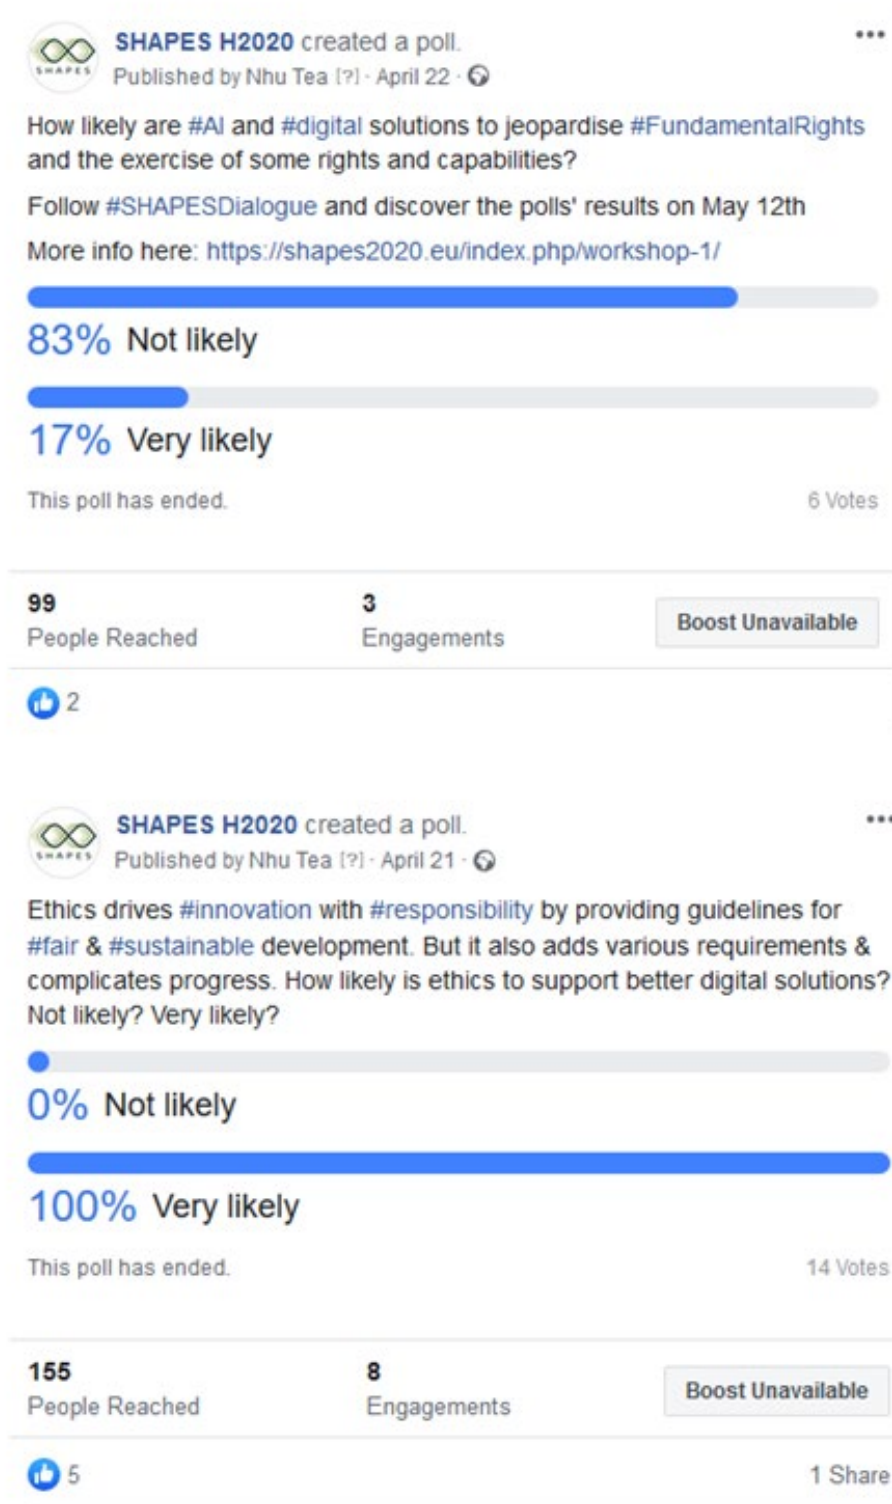 SHAPES H2020 created a poll.
SHAPES
Published by Nhu Tea [?] · April 22 ·
How likely are #AI and #digital solutions to jeopardise #FundamentalRights
and the exercise of some rights and capabilities?
Follow #SHAPESDialogue and discover the polls' results on May 12th
More info here: https://shapes2020.eu/index.php/workshop-1/
83% Not likely
17% Very likely
This poll has ended. 6 Votes
99 3 Boost Unavailable
People Reached Engagements
2
SHAPES H2020 created a poll.
SHAPES
Published by Nhu Tea [?] · April 21 ·
Ethics drives #innovation with #responsibility by providing guidelines for
#fair & #sustainable development. But it also adds various requirements &
complicates progress. How likely is ethics to support better digital solutions?
Not likely? Very likely?
0% Not likely
100% Very likely
This poll has ended. 14 Votes
155 8 Boost Unavailable
People Reached Engagements
5 1 Share